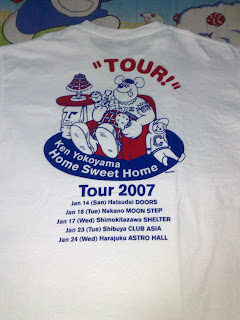 "TOUR!"
Ken Yokoyama
Home Sweet Home
Tour 2007
Jan 14 (Sun) Hatsudai DOORS
Jan 16 (Tue) Nakano MOON STEP
Jan 17 (Wed) Shimokitazawa SHELTER
Jan 23 (Tue) Shibuya CLUB ASIA
Jan 24 (Wed) Harajuku ASTRO HALL